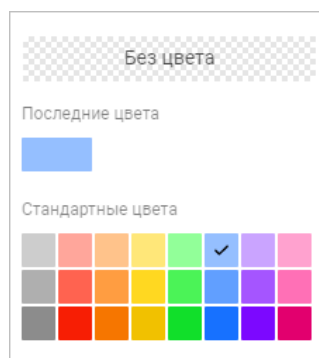 Без цвета
Последние цвета
Стандартные цвета